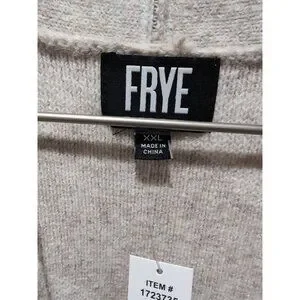 FRYE
XXL
MADE IN
CHINA
ITEM #